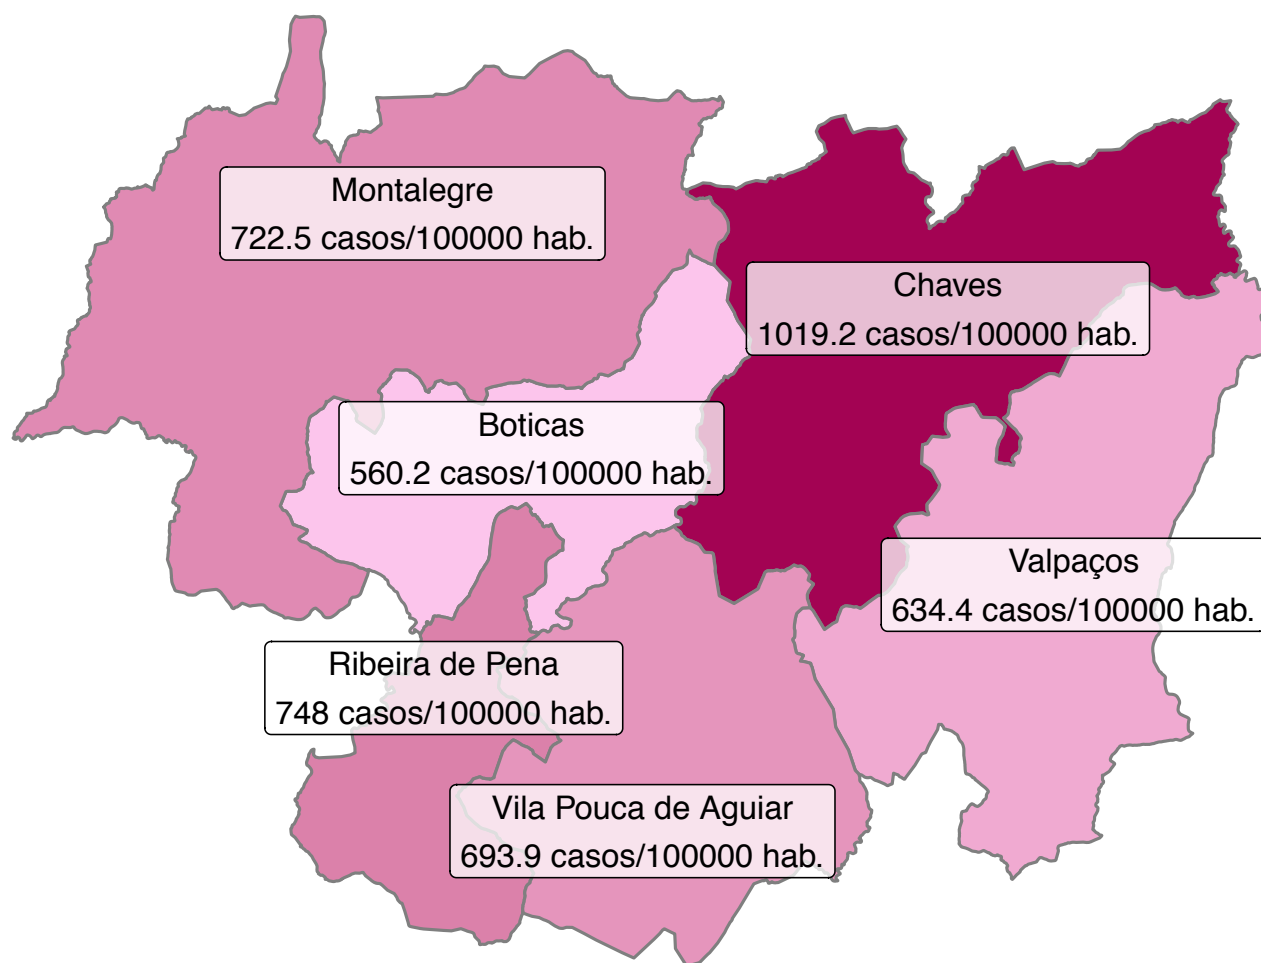 Montalegre
722.5 casos/100000 hab.
Chaves
1019.2 casos/100000 hab.
Boticas
560.2 casos/100000 hab.
Valpaços
634.4 casos/100000 hab.
Ribeira de Pena
748 casos/100000 hab.
Vila Pouca de Aguiar
693.9 casos/100000 hab.